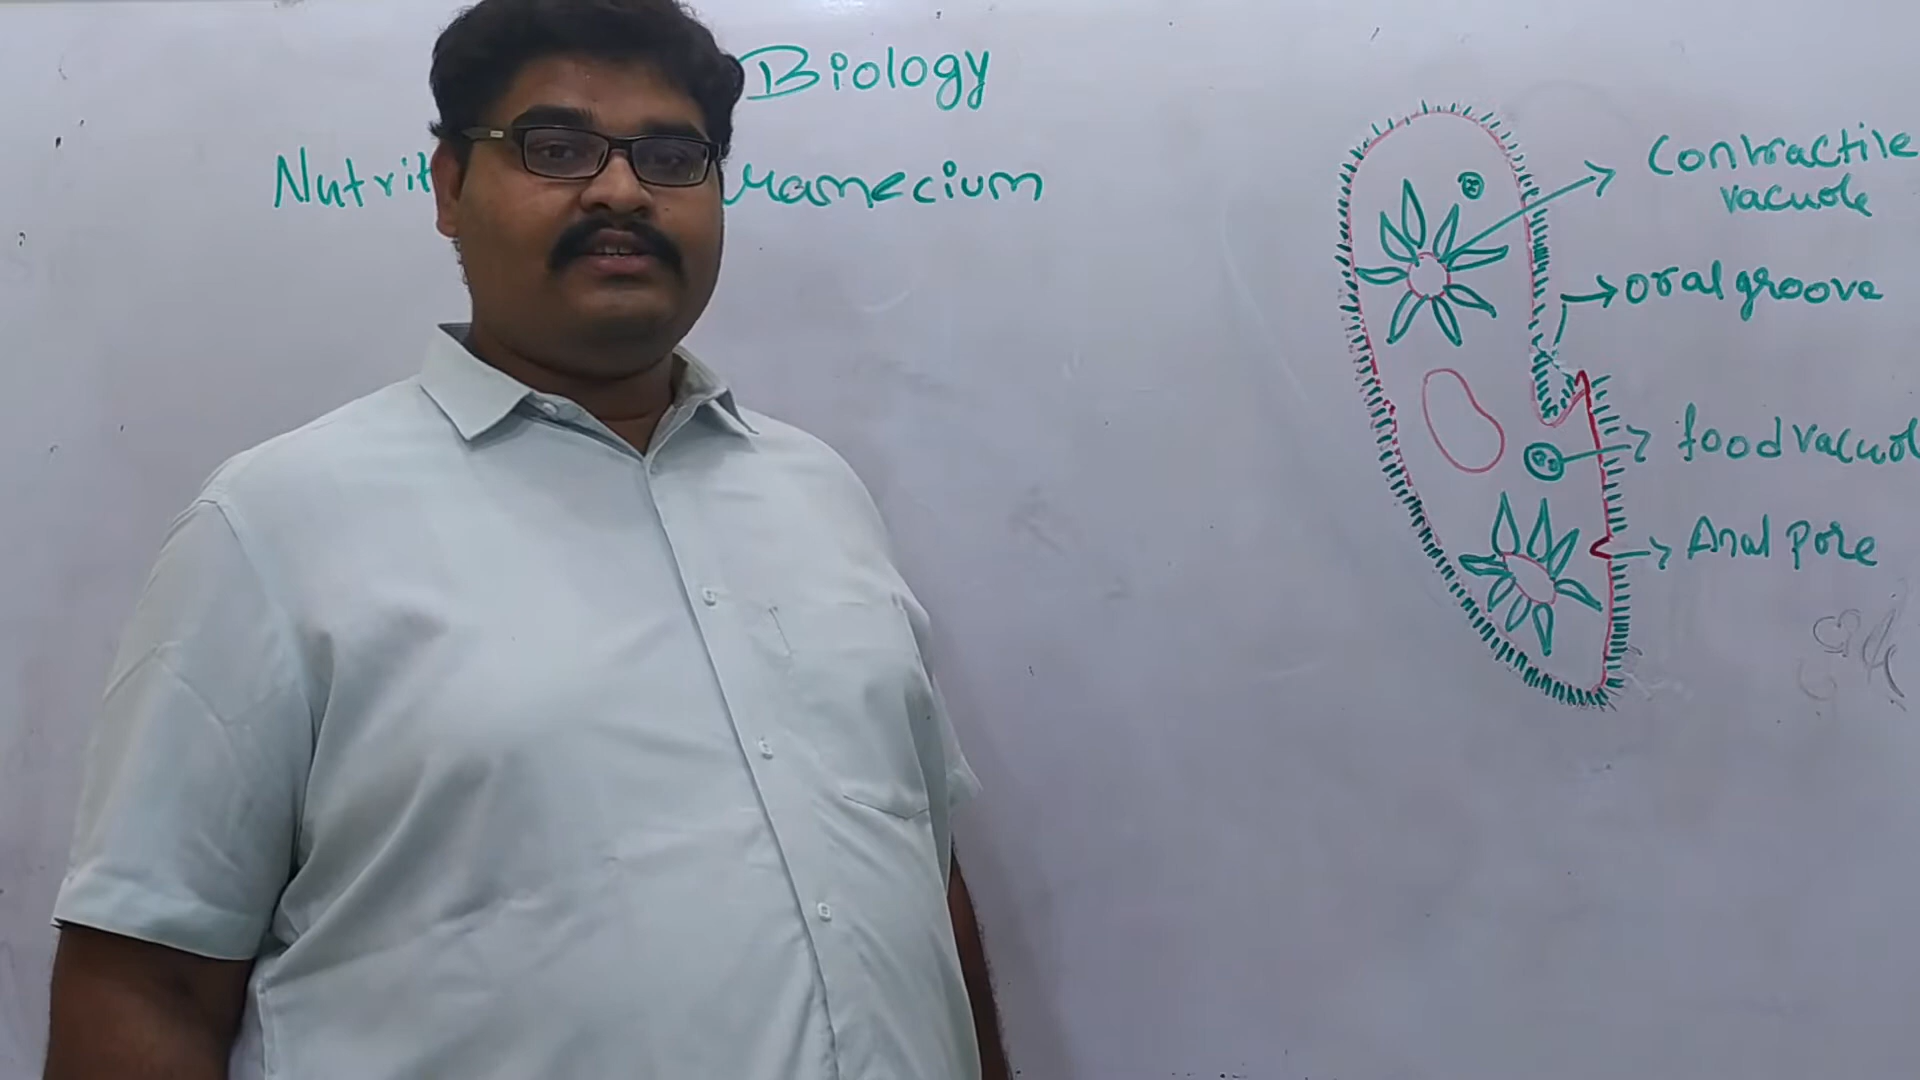 Biology
Nutrit ramecium
Contractile
vacuole
oral groove
food vacuol
Anal pore